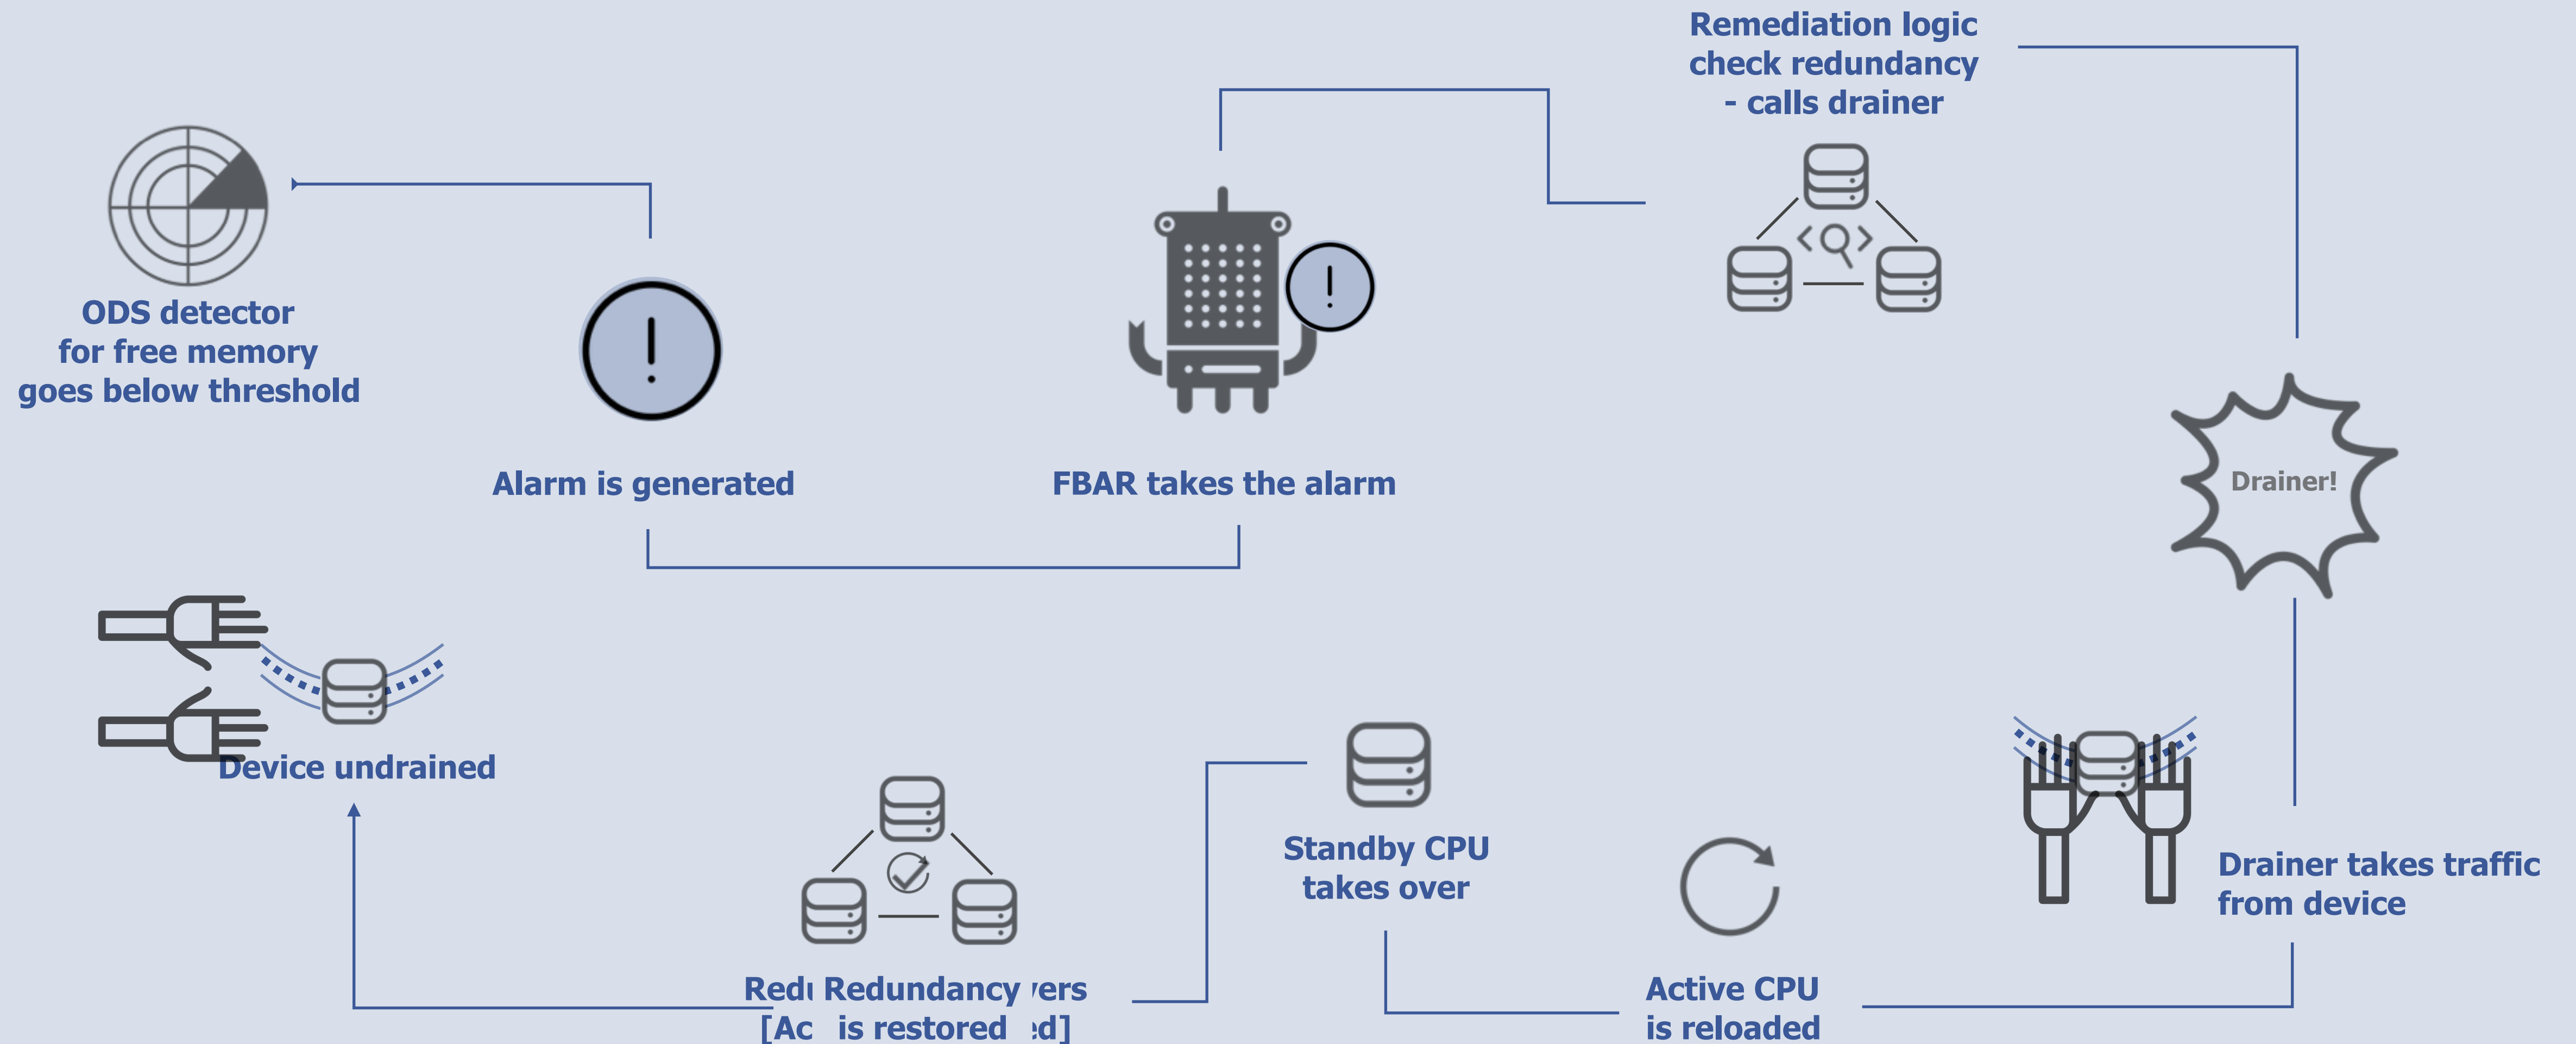 Remediation logic
check redundancy
- calls drainer
ODS detector
for free memory
goes below threshold
Alarm is generated
FBAR takes the alarm
Drainer!
Drainer takes traffic
from device
Active CPU
is reloaded
Standby CPU
takes over
Redundancy
is restored
Device undrained